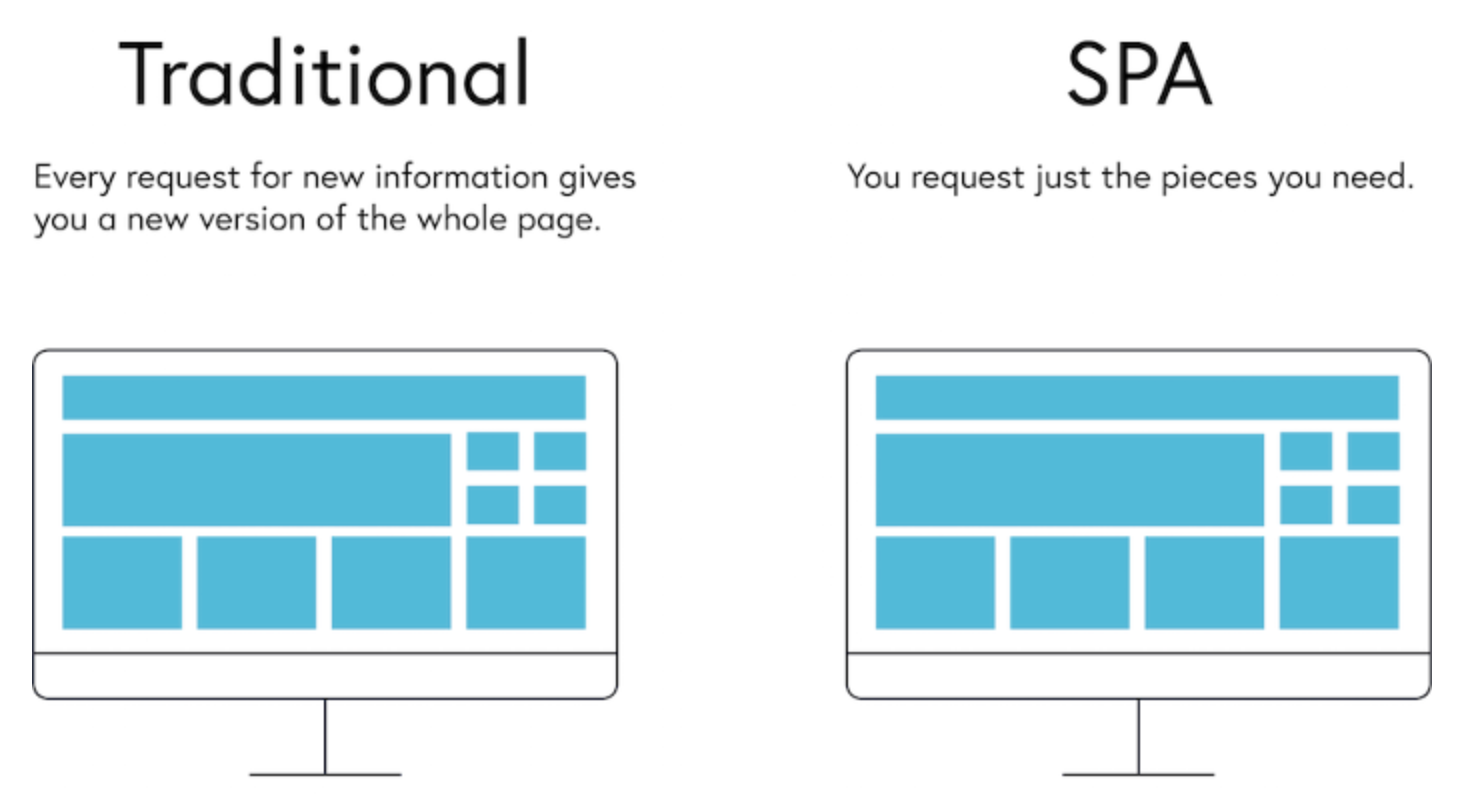 Traditional
Every request for new information gives
you a new version of the whole page.
SPA
You request just the pieces you need.